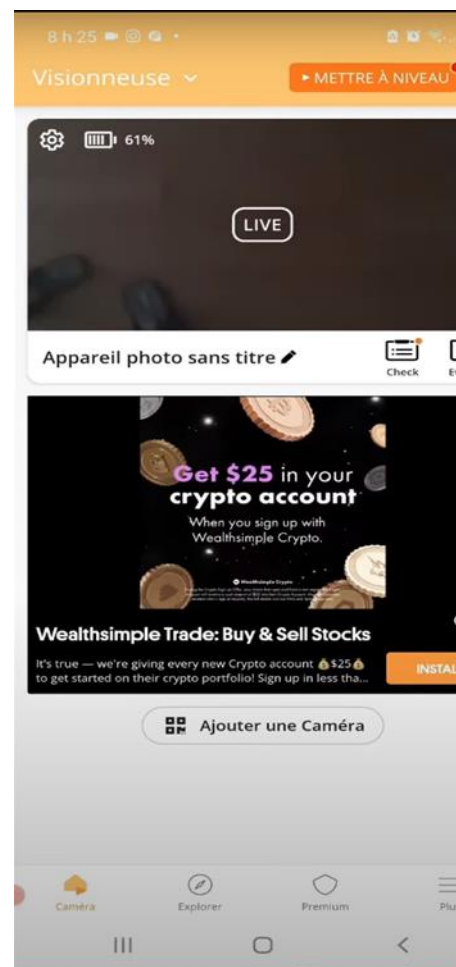 8 h 25
Visionneuse
METTRE À NIVEAU
61%
LIVE
Appareil photo sans titre
Check
Get $25 in your
crypto account
When you sign up with
Wealthsimple Crypto.
Wealthsimple Crypto
Wealthsimple Trade: Buy & Sell Stocks
It's true — we're giving every new Crypto account 💰$25💰
to get started on their crypto portfolio! Sign up in less tha...
INSTAL
Ajouter une Caméra
Caméra
Explorer
Premium
Plu